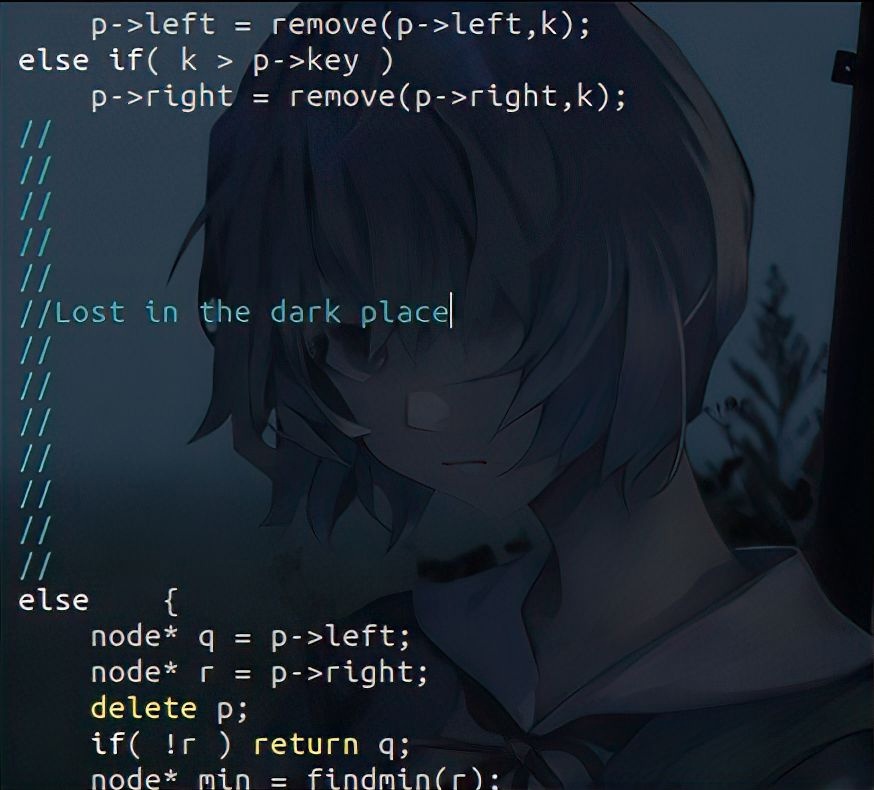 p->left = remove(p->left,k);
else if( k > p->key )
p->right = remove(p->right,k);
//
//
//
//
//
//Lost in the dark place
//
//
//
//
//
//
//
else    {
node* q = p->left;
node* r = p->right;
delete p;
if( !r ) return q;
node* min = findmin(r);